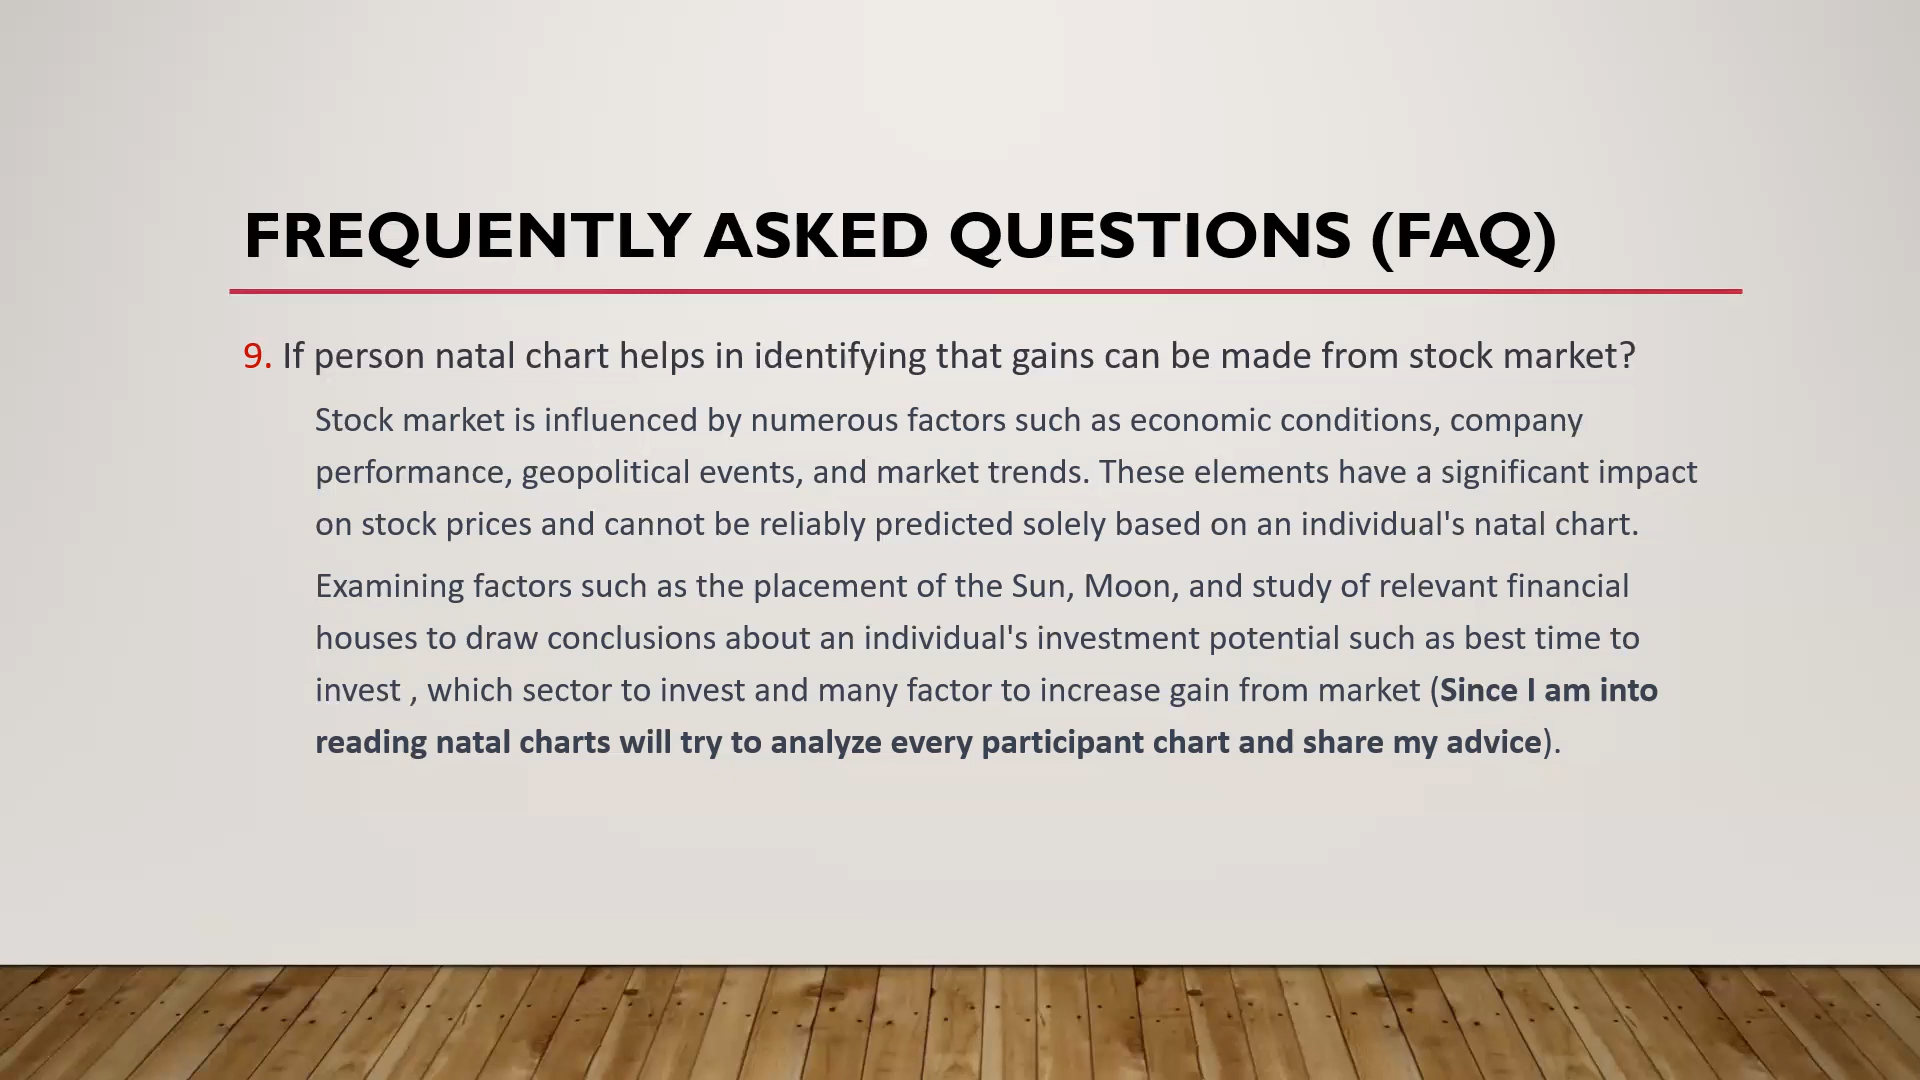 FREQUENTLY ASKED QUESTIONS (FAQ)
9. If person natal chart helps in identifying that gains can be made from stock market?
Stock market is influenced by numerous factors such as economic conditions, company
performance, geopolitical events, and market trends. These elements have a significant impact
on stock prices and cannot be reliably predicted solely based on an individual's natal chart.
Examining factors such as the placement of the Sun, Moon, and study of relevant financial
houses to draw conclusions about an individual's investment potential such as best time to
invest , which sector to invest and many factor to increase gain from market (Since I am into
reading natal charts will try to analyze every participant chart and share my advice).